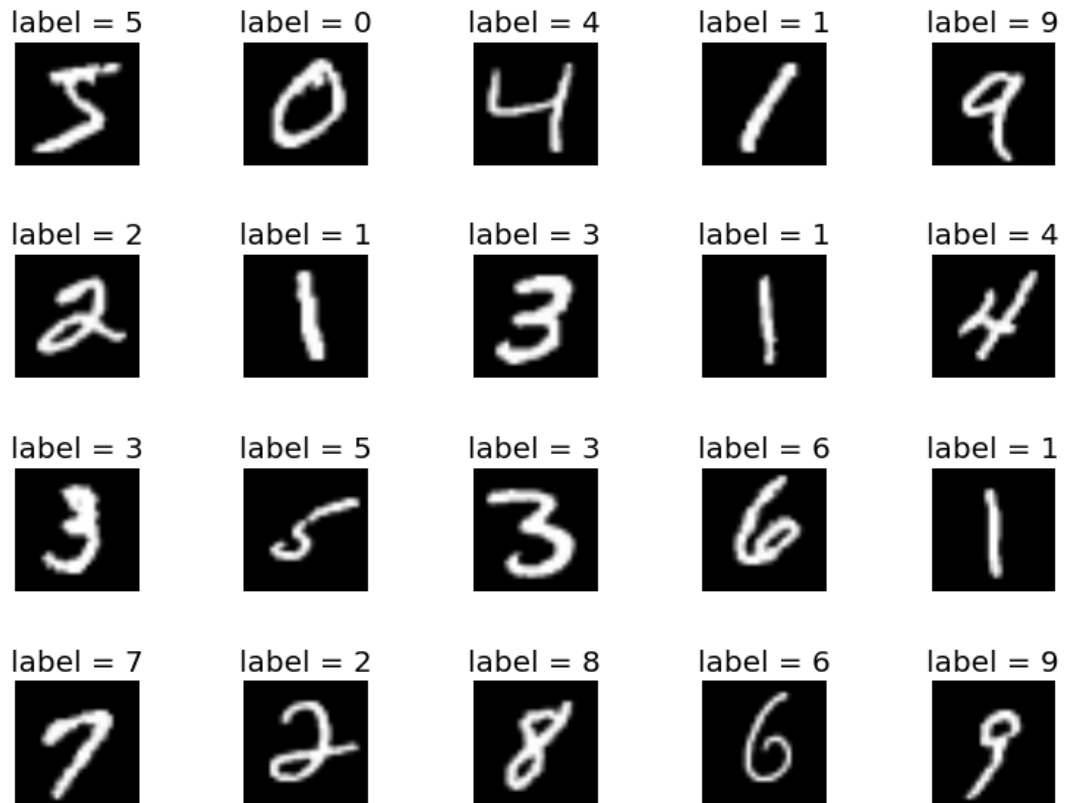 label = 5 label = 0 label = 4 label = 1 label = 9
5 0 4 1 9
label = 2 label = 1 label = 3 label = 1 label = 4
2 1 3 1 4
label = 3 label = 5 label = 3 label = 6 label = 1
3 5 3 6 1
label = 7 label = 2 label = 8 label = 6 label = 9
7 2 8 6 9